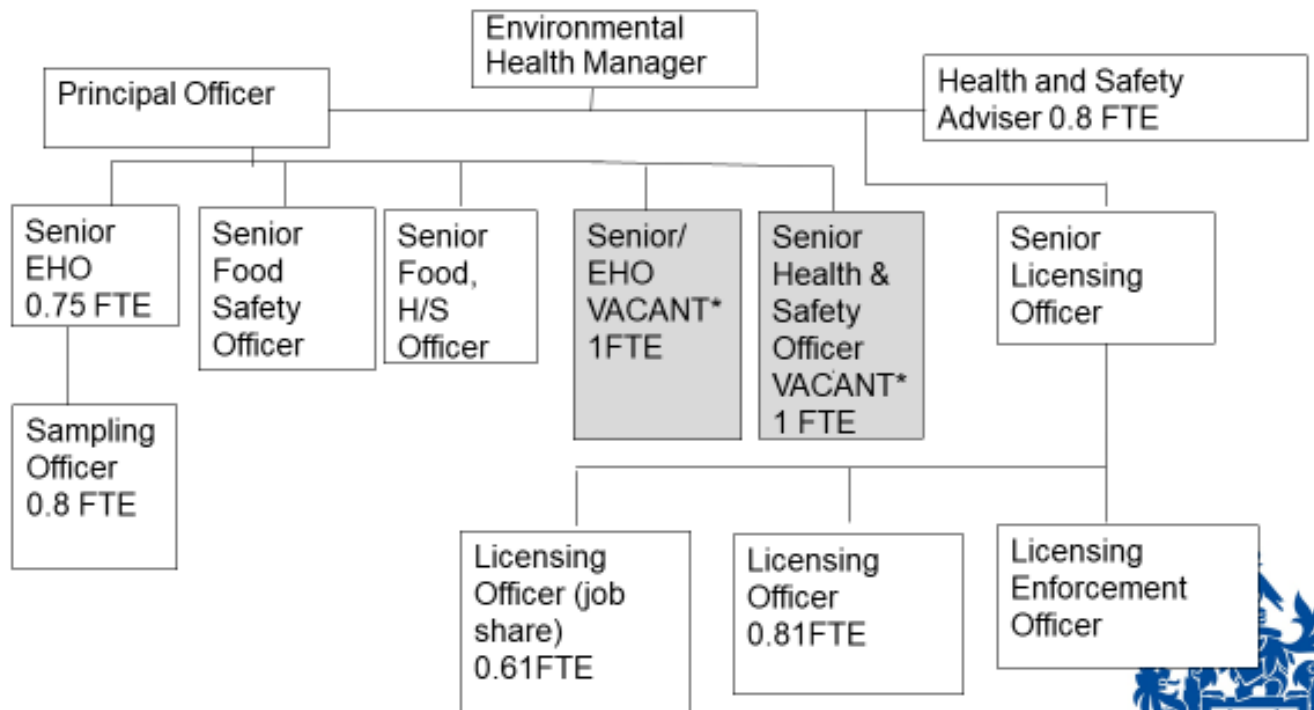 Environmental
Health Manager
Principal Officer
Health and Safety
Adviser 0.8 FTE
Senior
EHO
0.75 FTE
Senior
Food
Safety
Officer
Senior
Food,
H/S
Officer
Senior/
EHO
VACANT*
1FTE
Senior
Health &
Safety
Officer
VACANT*
1 FTE
Senior
Licensing
Officer
Sampling
Officer
0.8 FTE
Licensing
Officer (job
share)
0.61FTE
Licensing
Officer
0.81FTE
Licensing
Enforcement
Officer